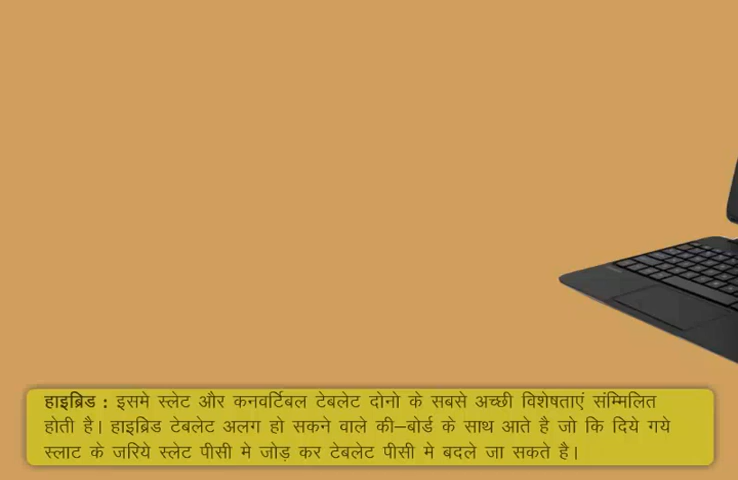 हाइब्रिड : इसमे स्लेट और कनवर्टिबल टेबलेट दोनो के सबसे अच्छी विशेषताएं संम्मिलित
होती है। हाइब्रिड टेबलेट अलग हो सकने वाले की–बोर्ड के साथ आते है जो कि दिये गये
स्लाट के जरिये स्लेट पीसी मे जोड़ कर टेबलेट पीसी मे बदले जा सकते है।